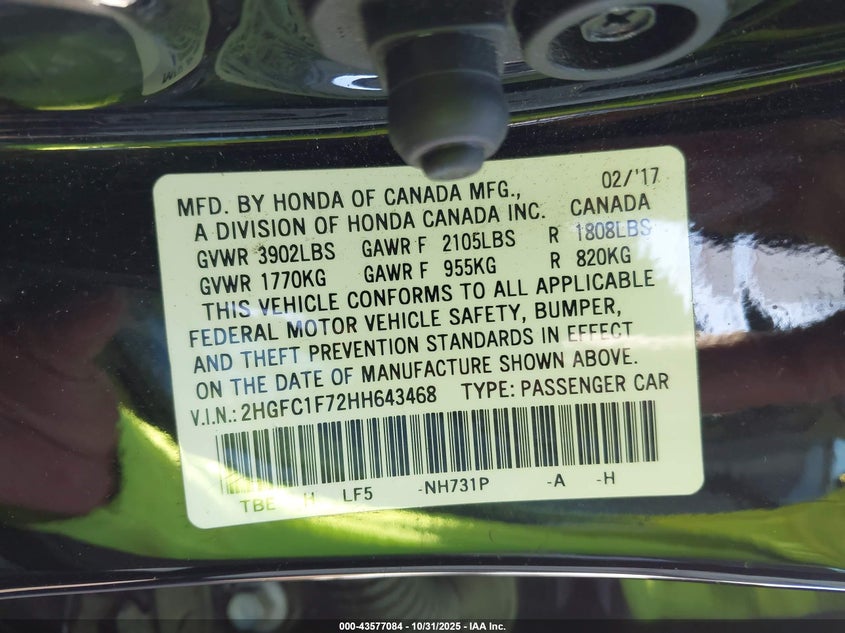 MFD. BY HONDA OF CANADA MFG., 02/'17
A DIVISION OF HONDA CANADA INC. CANADA
GVWR 3902LBS GAWR F 2105LBS R 1808LBS
GVWR 1770KG GAWR F 955KG R 820KG
THIS VEHICLE CONFORMS TO ALL APPLICABLE
FEDERAL MOTOR VEHICLE SAFETY, BUMPER,
AND THEFT PREVENTION STANDARDS IN EFFECT
ON THE DATE OF MANUFACTURE SHOWN ABOVE.
V.I.N.: 2HGFC1F72HH643468 TYPE: PASSENGER CAR
TBE H LF5 -NH731P -A -H
000-43577084 - 10/31/2025 - IAA Inc.